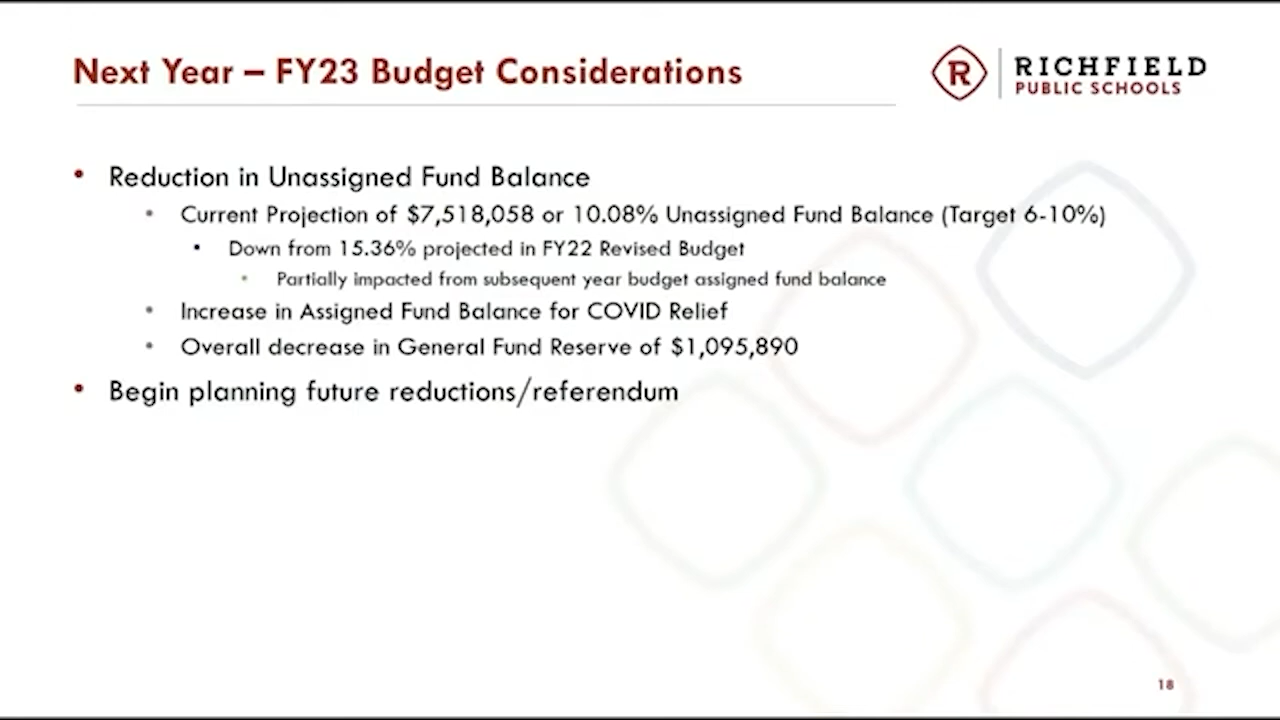 Next Year – FY23 Budget Considerations
RICHFIELD
PUBLIC SCHOOLS
R
• Reduction in Unassigned Fund Balance
• Current Projection of $7,518,058 or 10.08% Unassigned Fund Balance (Target 6-10%)
• Down from 15.36% projected in FY22 Revised Budget
• Partially impacted from subsequent year budget assigned fund balance
• Increase in Assigned Fund Balance for COVID Relief
• Overall decrease in General Fund Reserve of $1,095,890
• Begin planning future reductions/referendum
18